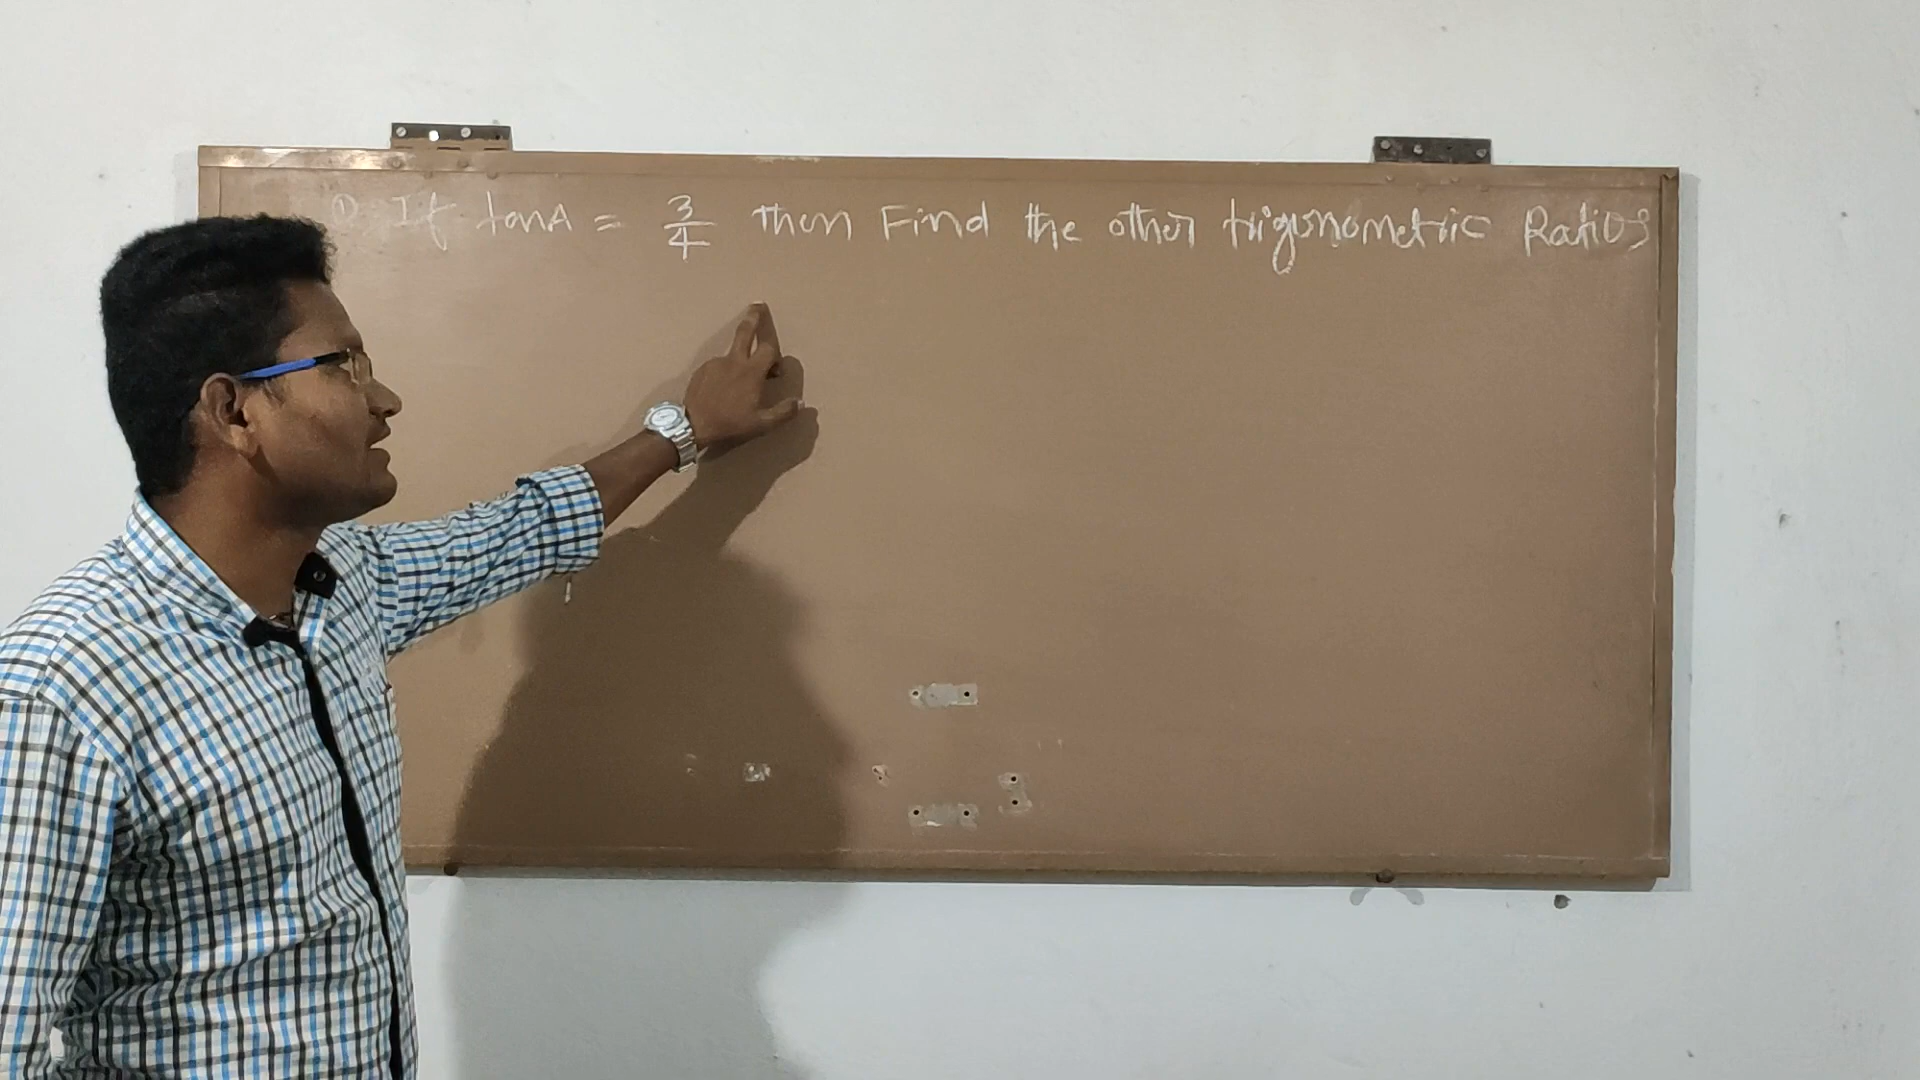 ① If tanA = 3/4 then Find the other trigonometric Ratios